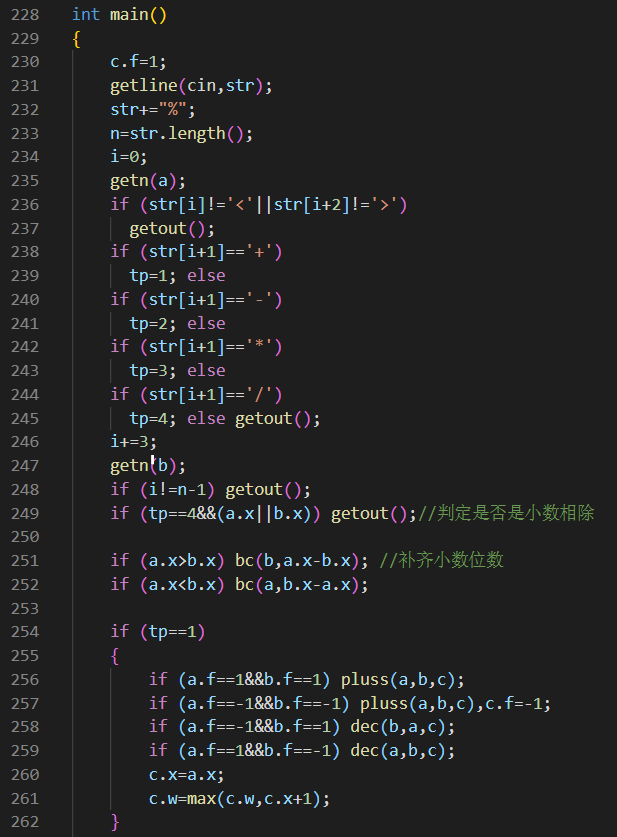 228 int main()
229 {
230 c.f=1;
231 getline(cin,str);
232 str+="%";
233 n=str.length();
234 i=0;
235 getn(a);
236 if (str[i]!='<'||str[i+2]!='>')
237 getout();
238 if (str[i+1]=='+')
239 tp=1; else
240 if (str[i+1]=='-')
241 tp=2; else
242 if (str[i+1]=='*')
243 tp=3; else
244 if (str[i+1]=='/')
245 tp=4; else getout();
246 i+=3;
247 getn(b);
248 if (i!=n-1) getout();
249 if (tp==4&&(a.x||b.x)) getout();//判定是否是小数相除
250
251 if (a.x>b.x) bc(b,a.x-b.x); //补齐小数位数
252 if (a.x<b.x) bc(a,b.x-a.x);
253
254 if (tp==1)
255 {
256 if (a.f==1&&b.f==1) pluss(a,b,c);
257 if (a.f==-1&&b.f==-1) pluss(a,b,c),c.f=-1;
258 if (a.f==-1&&b.f==1) dec(b,a,c);
259 if (a.f==1&&b.f==-1) dec(a,b,c);
260 c.x=a.x;
261 c.w=max(c.w,c.x+1);
262 }